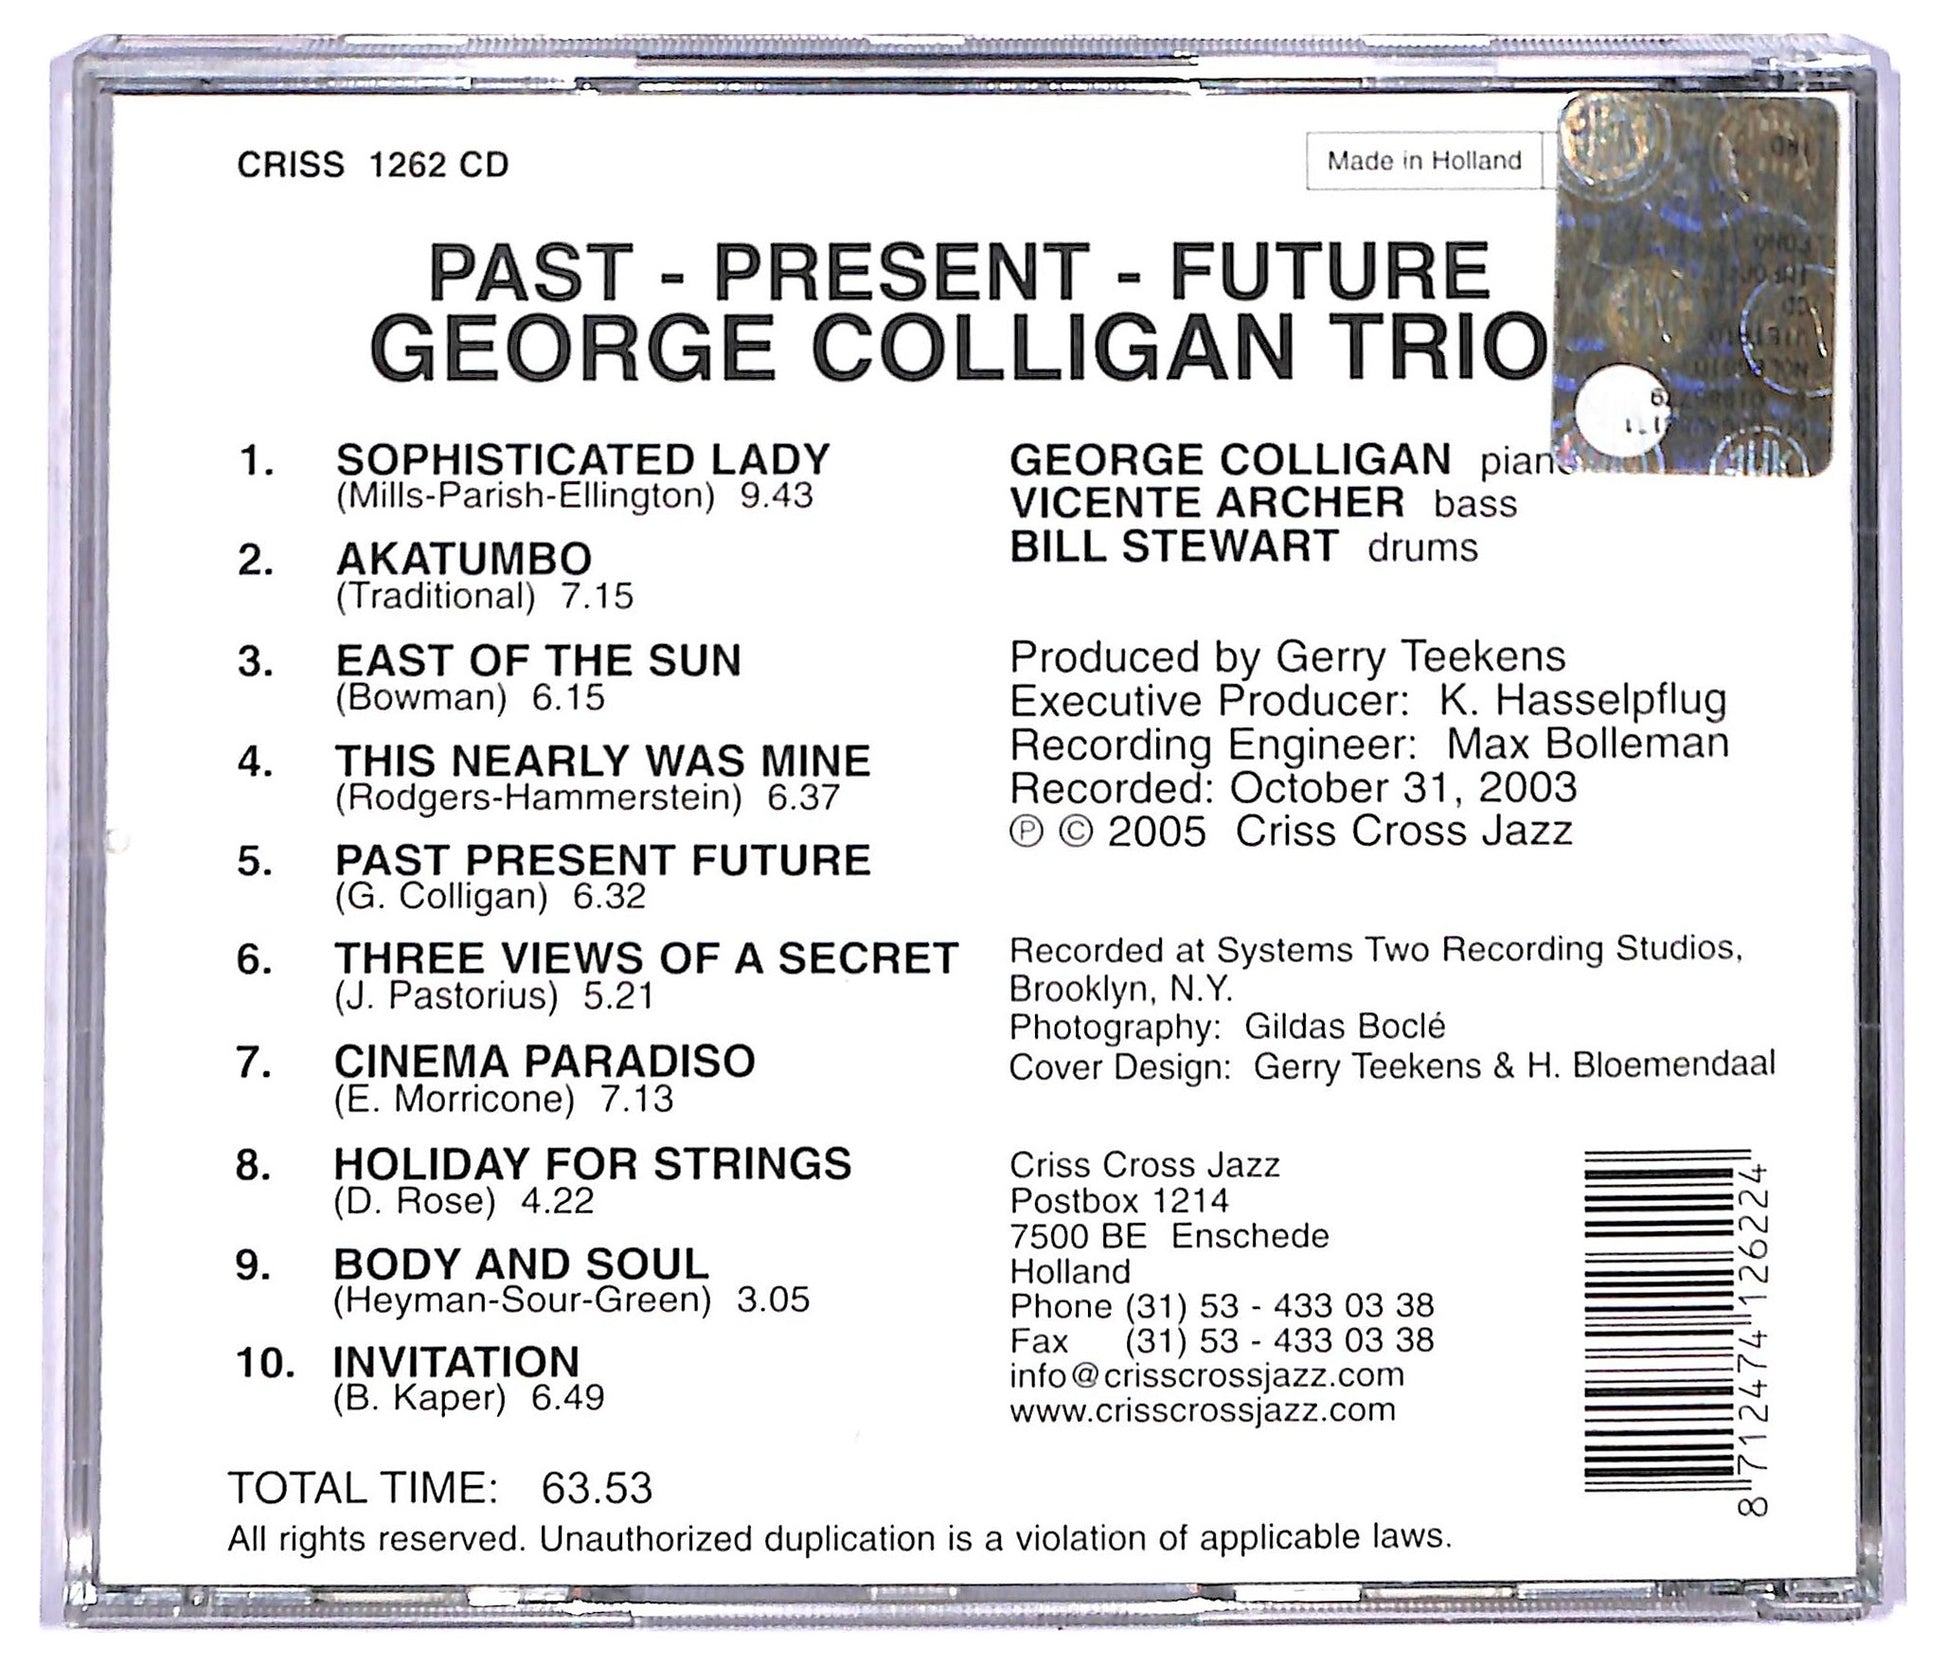 CRISS 1262 CD
Made in Holland
PAST - PRESENT - FUTURE
GEORGE COLLIGAN TRIO
1. SOPHISTICATED LADY
(Mills-Parish-Ellington) 9.43
2. AKATUMBO
(Traditional) 7.15
3. EAST OF THE SUN
(Bowman) 6.15
4. THIS NEARLY WAS MINE
(Rodgers-Hammerstein) 6.37
5. PAST PRESENT FUTURE
(G. Colligan) 6.32
6. THREE VIEWS OF A SECRET
(J. Pastorius) 5.21
7. CINEMA PARADISO
(E. Morricone) 7.13
8. HOLIDAY FOR STRINGS
(D. Rose) 4.22
9. BODY AND SOUL
(Heyman-Sour-Green) 3.05
10. INVITATION
(B. Kaper) 6.49
TOTAL TIME: 63.53
All rights reserved. Unauthorized duplication is a violation of applicable laws.
GEORGE COLLIGAN piano
VICENTE ARCHER bass
BILL STEWART drums
Produced by Gerry Teekens
Executive Producer: K. Hasselpflug
Recording Engineer: Max Bolleman
Recorded: October 31, 2003
℗ © 2005 Criss Cross Jazz
Recorded at Systems Two Recording Studios,
Brooklyn, N.Y.
Photography: Gildas Boclé
Cover Design: Gerry Teekens & H. Bloemendaal
Criss Cross Jazz
Postbox 1214
7500 BE Enschede
Holland
Phone (31) 53 - 433 03 38
Fax (31) 53 - 433 03 38
info@crisscrossjazz.com
www.crisscrossjazz.com
8 712474 126224